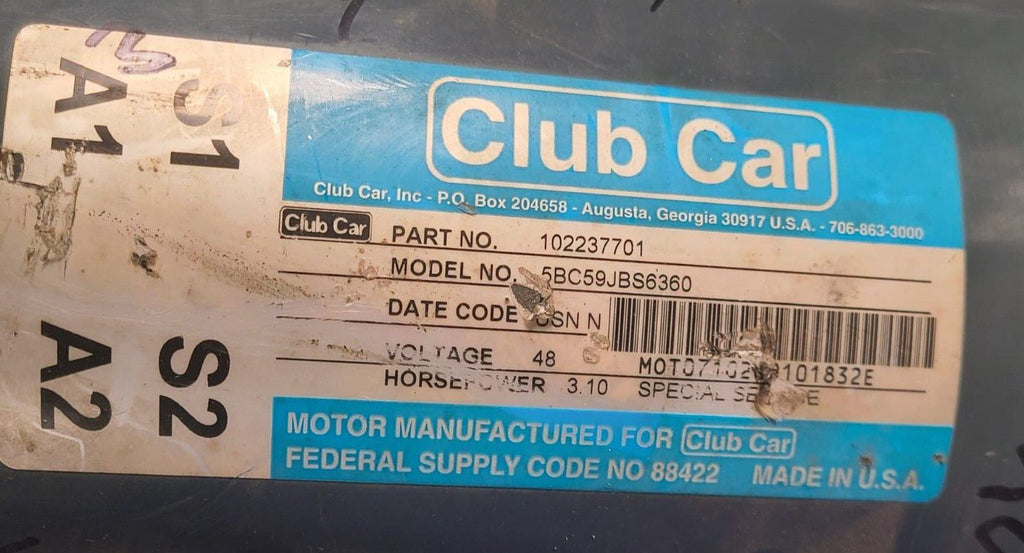 S1
A1
S2
A2
Club Car
Club Car, Inc - P.O. Box 204658 - Augusta, Georgia 30917 U.S.A. - 706-863-3000
Club Car PART NO. 102237701
MODEL NO. 5BC59JBS6360
DATE CODE N
VOLTAGE 48
HORSEPOWER 3.10 SPECIAL
MOTOR MANUFACTURED FOR Club Car
FEDERAL SUPPLY CODE NO 88422 MADE IN U.S.A.